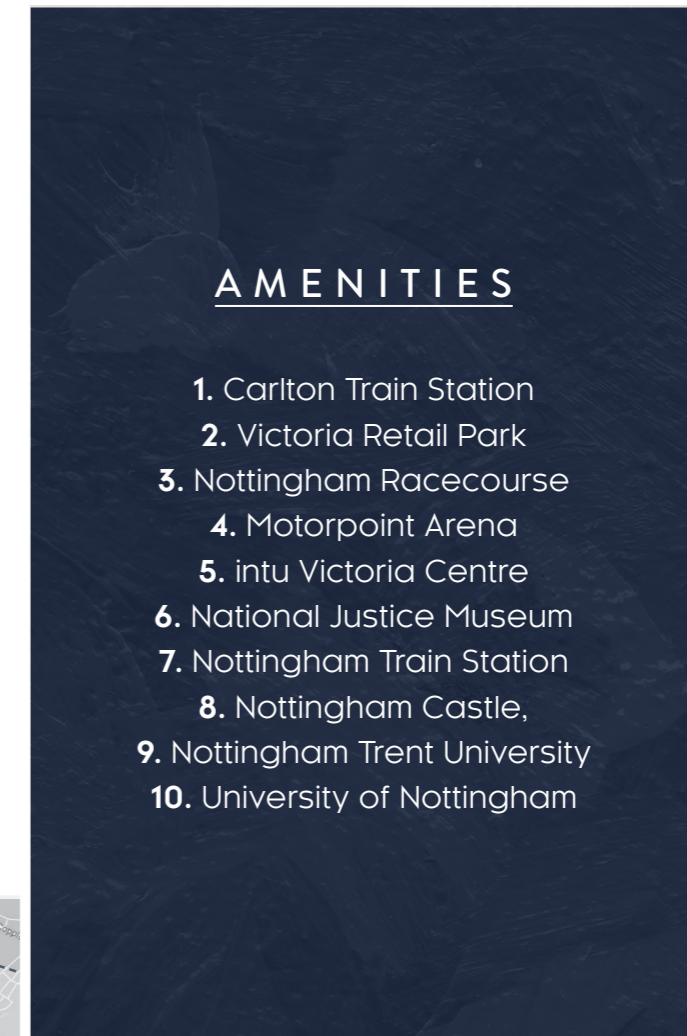 AMENITIES
1. Carlton Train Station
2. Victoria Retail Park
3. Nottingham Racecourse
4. Motorpoint Arena
5. intu Victoria Centre
6. National Justice Museum
7. Nottingham Train Station
8. Nottingham Castle,
9. Nottingham Trent University
10. University of Nottingham